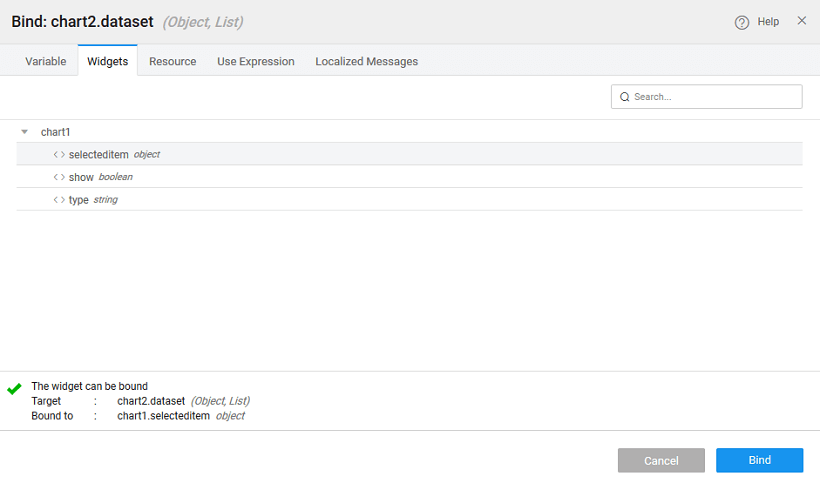 Bind: chart2.dataset (Object, List) Help
Variable Widgets Resource Use Expression Localized Messages
Search...
chart1
selecteditem object
show boolean
type string
The widget can be bound
Target : chart2.dataset (Object, List)
Bound to : chart1.selecteditem object
Cancel Bind